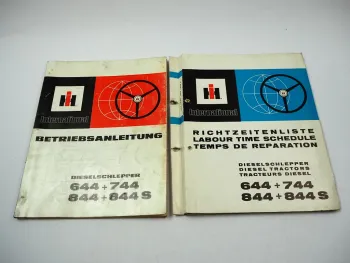 International
BETRIEBSANLEITUNG
DIESELSCHLEPPER
644 + 744
844 + 844 S
International
RICHTZEITENLISTE
LABOUR TIME SCHEDULE
TEMPS DE REPARATION
DIESELSCHLEPPER
DIESEL TRACTORS
TRACTEURS DIESEL
644 + 744
844 + 844 S